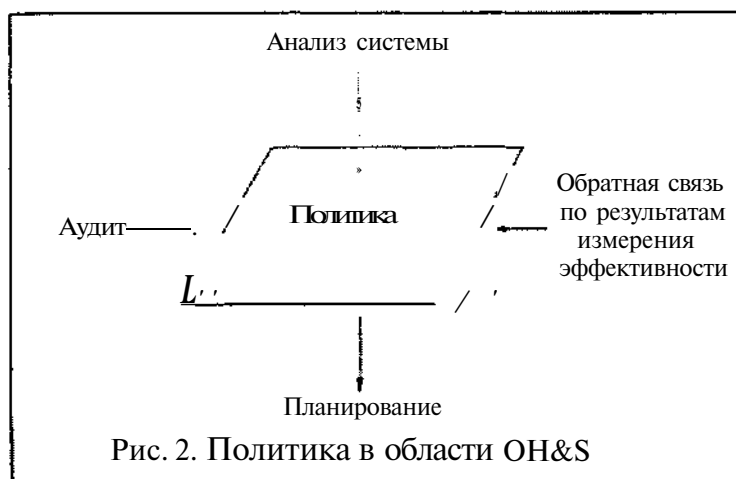 Анализ системы
Политика
Аудит
Обратная связь
по результатам
измерения
эффективности
Планирование
Рис. 2. Политика в области OH&S